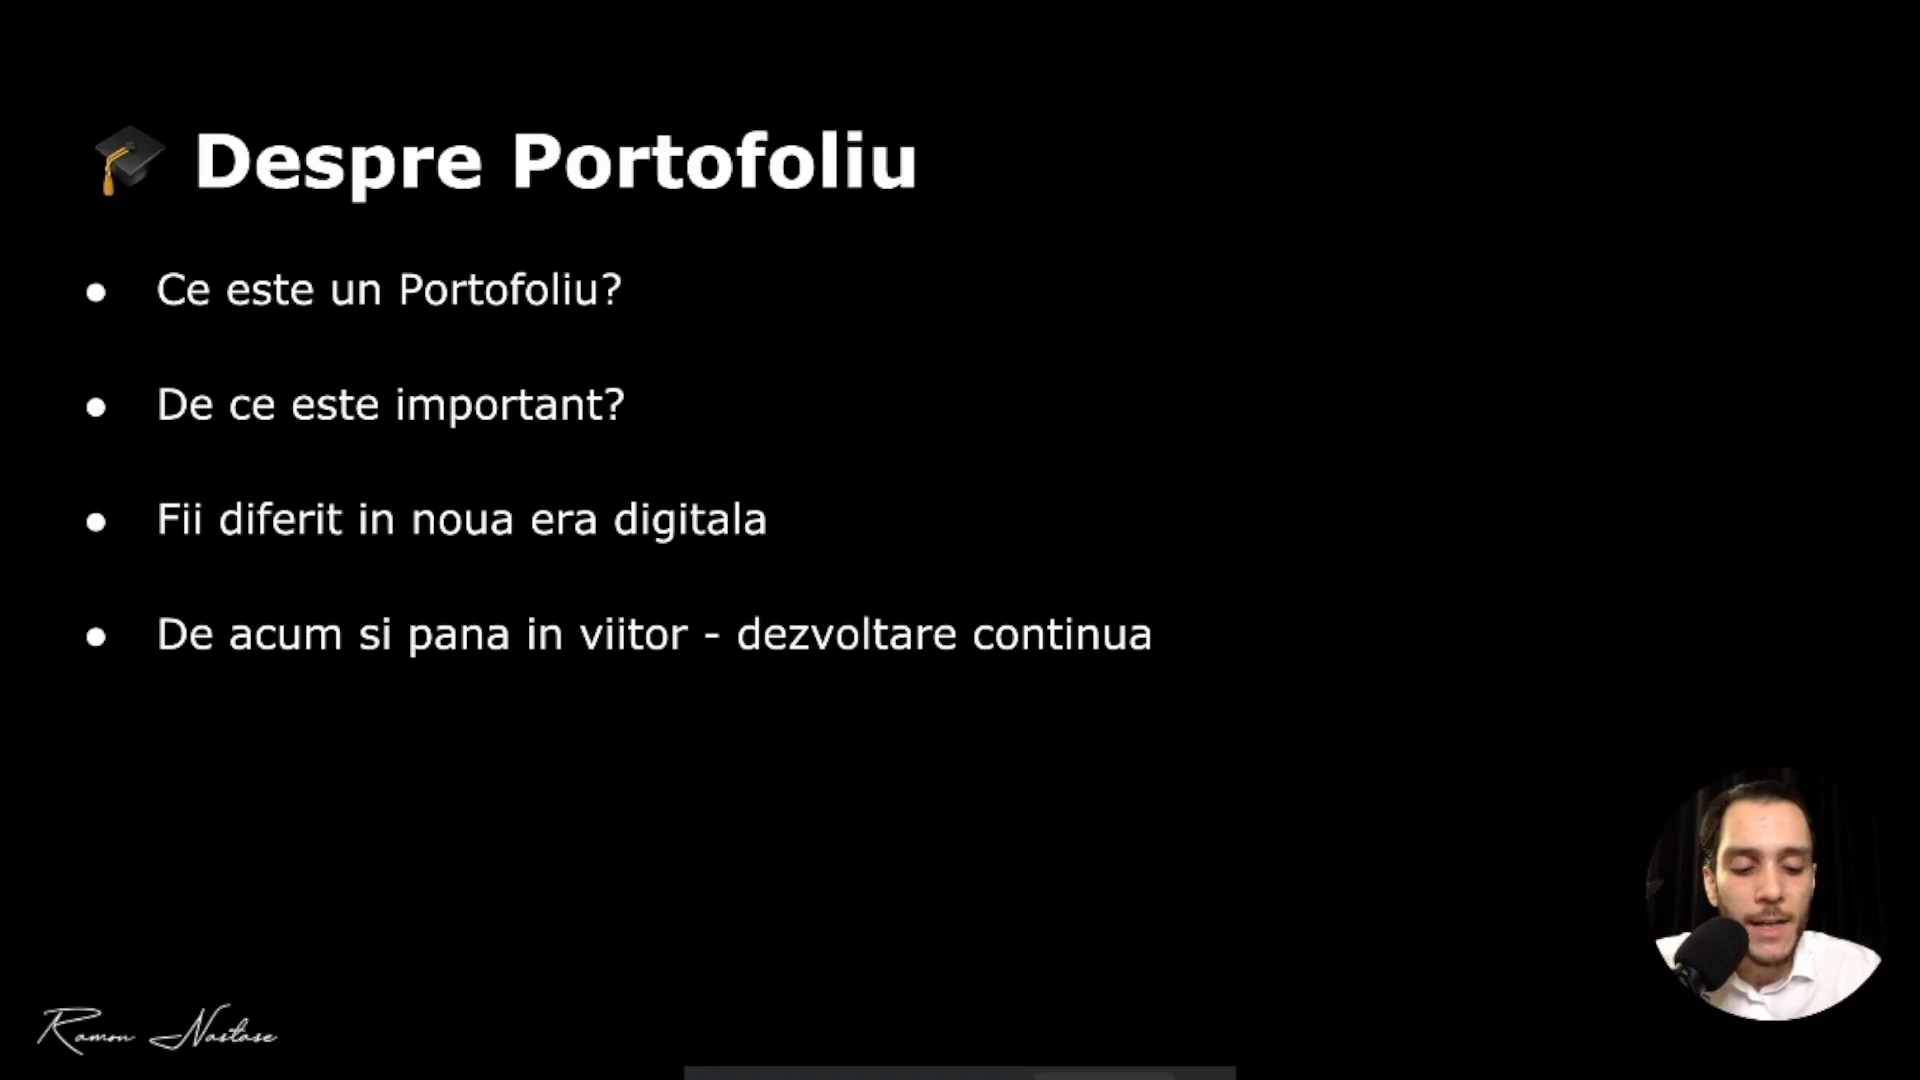 Despre Portofoliu
Ce este un Portofoliu?
De ce este important?
Fii diferit in noua era digitala
De acum si pana in viitor - dezvoltare continua
Ramon Nastase